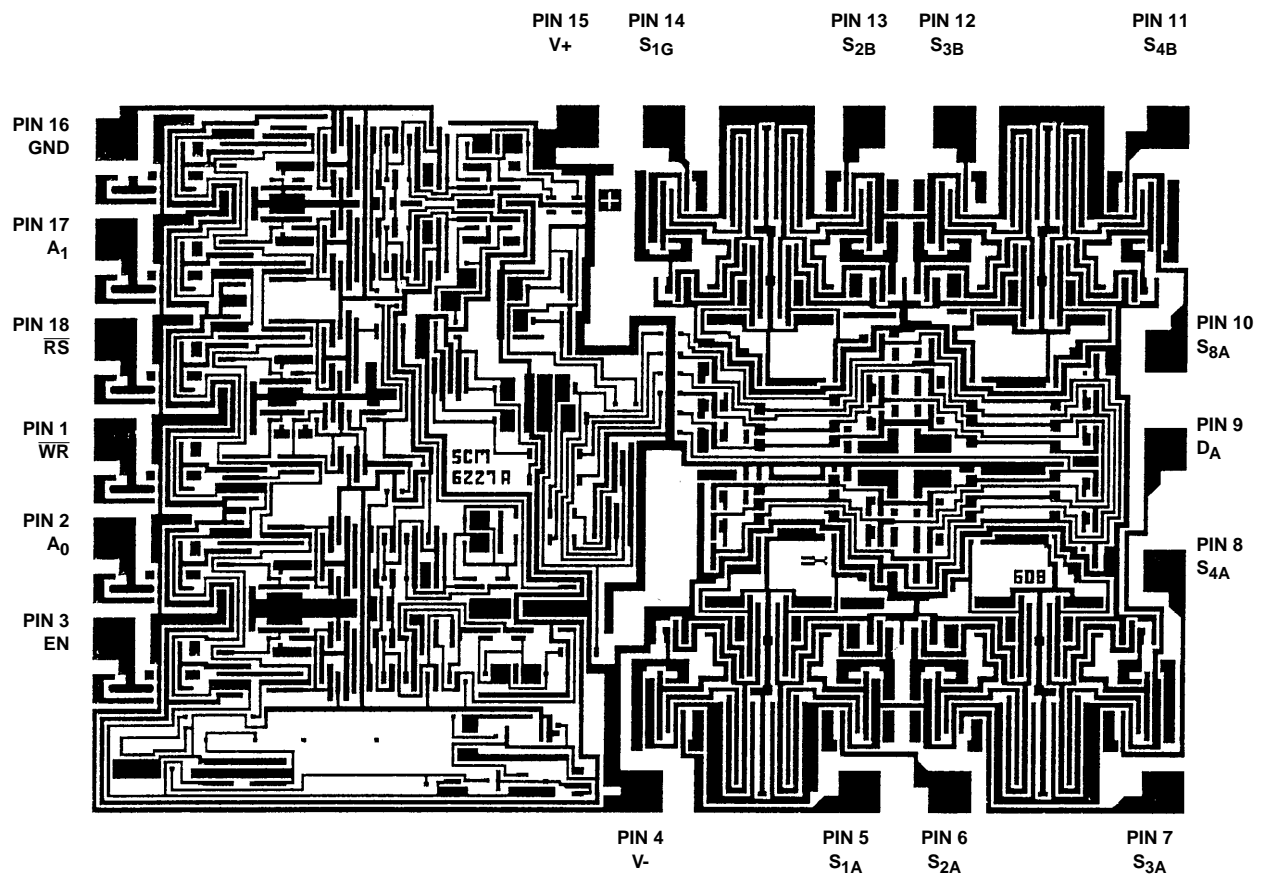 PIN 15
V+
PIN 14
S1G
PIN 13
S2B
PIN 12
S3B
PIN 11
S4B
PIN 16
GND
PIN 17
A1
PIN 18
RS
PIN 1
WR
PIN 2
A0
PIN 3
EN
PIN 10
S8A
PIN 9
DA
PIN 8
S4A
SCM
6227A
GDB
PIN 4
V-
PIN 5
S1A
PIN 6
S2A
PIN 7
S3A